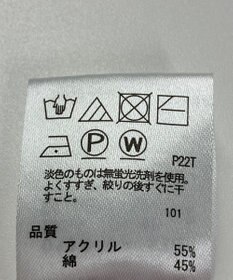 P W
P22T
淡色のものは無蛍光洗剤を使用。
よくすすぎ、絞りの後すぐに干
すこと。
101
品質
アクリル 55%
綿 45%